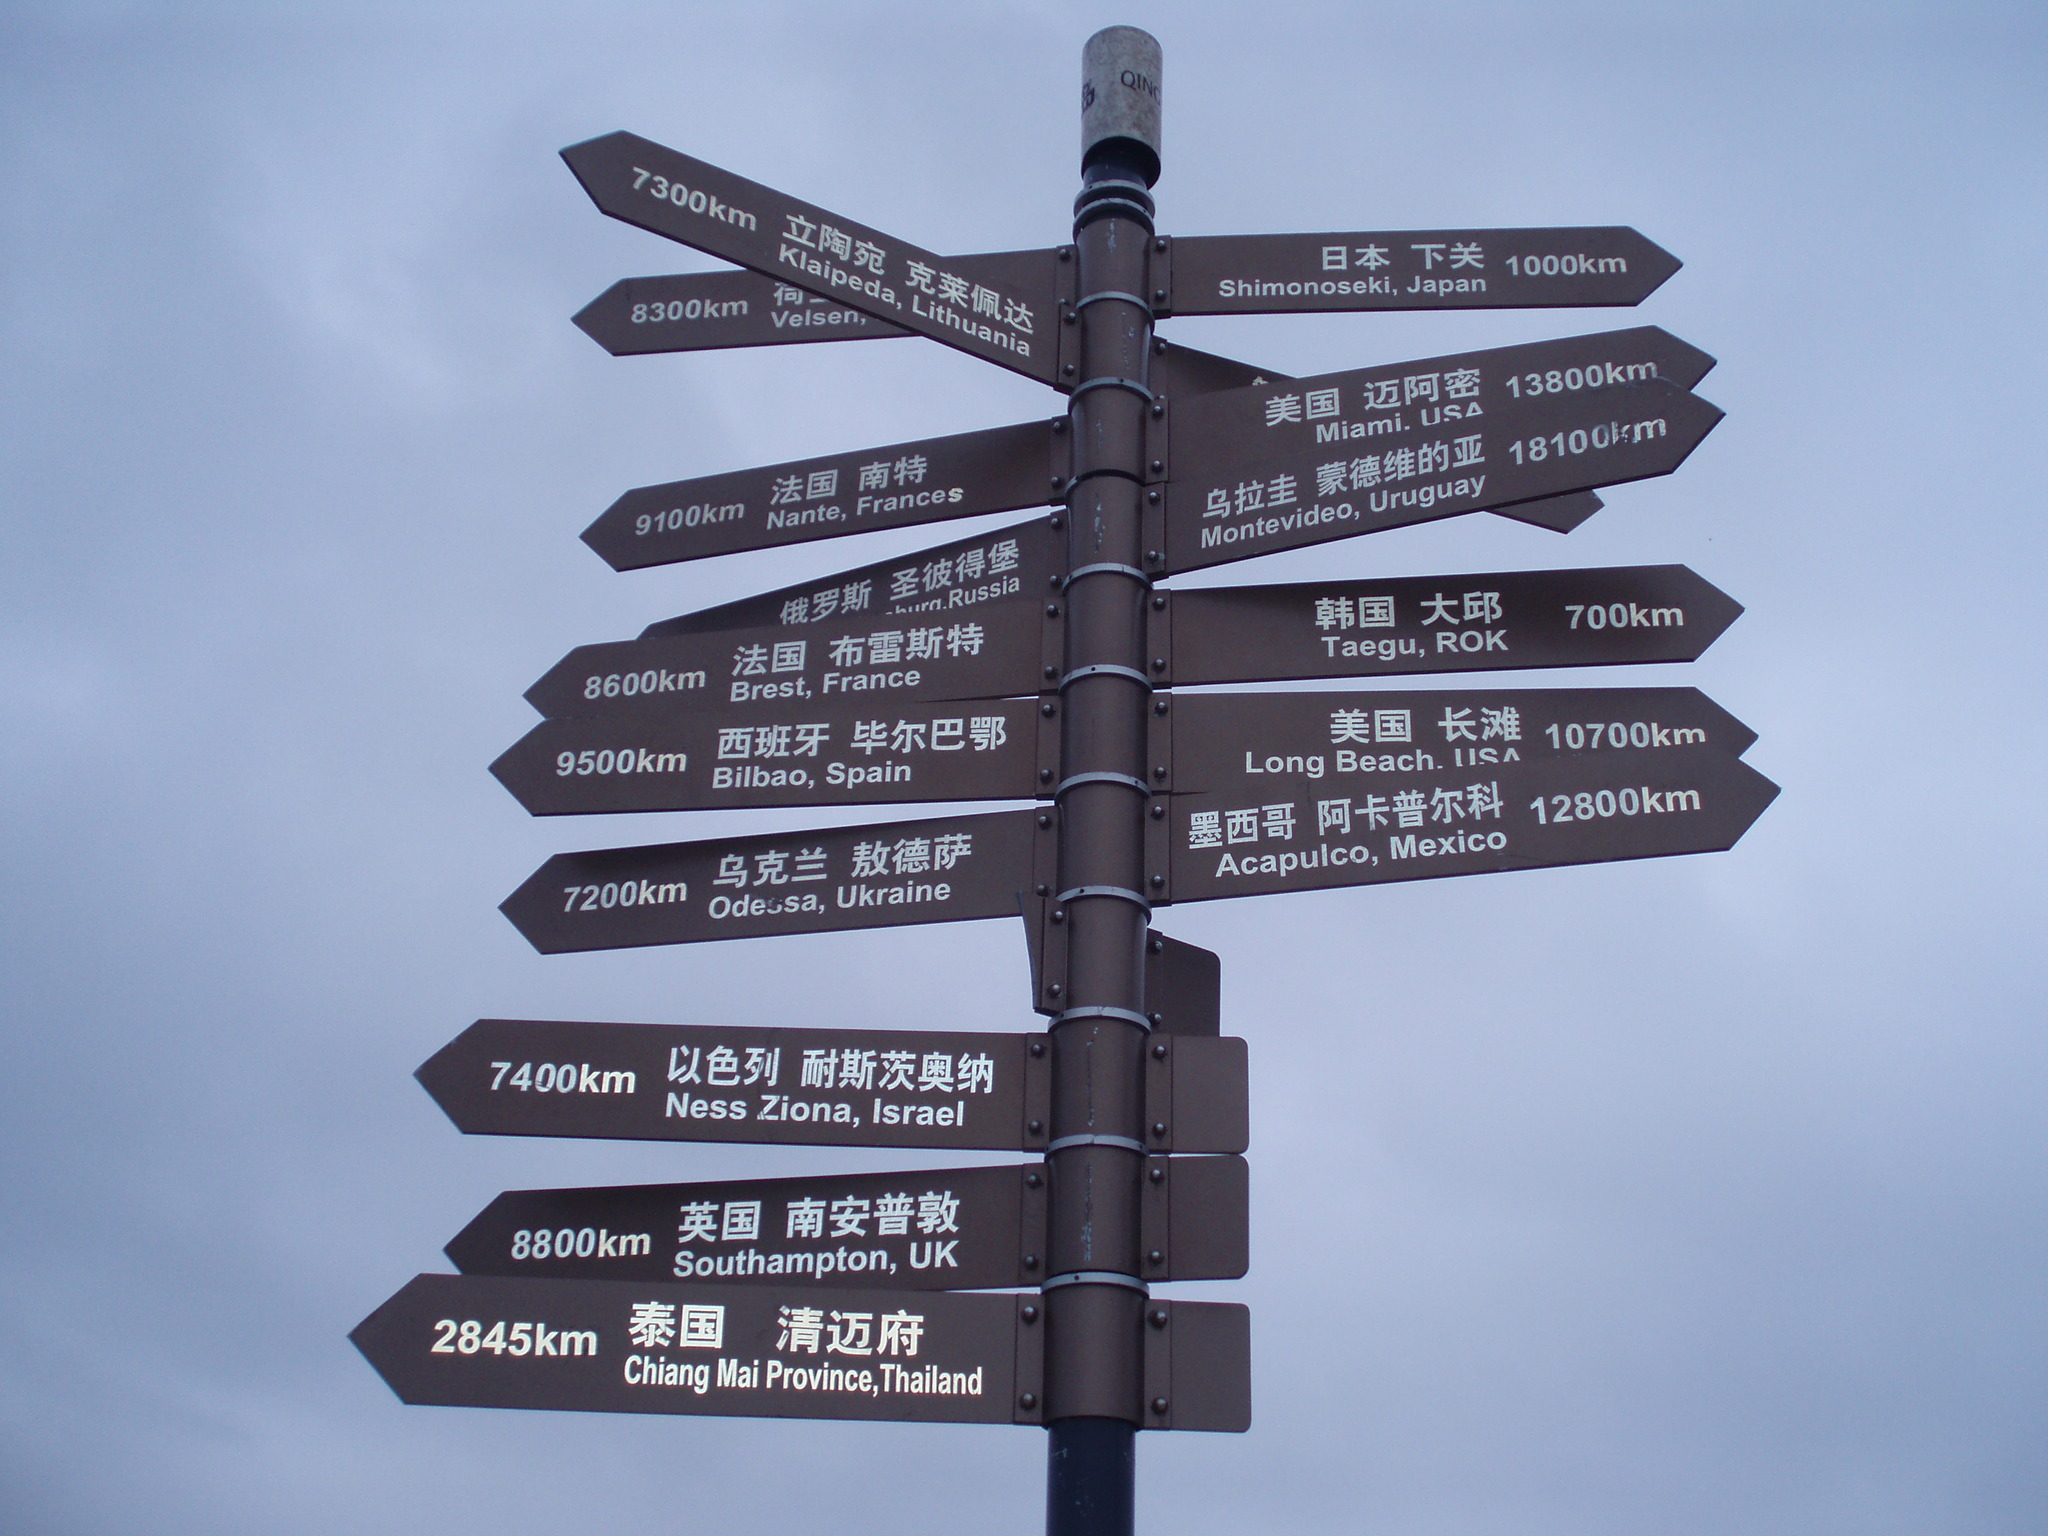 QING
7300km
立陶宛 克莱佩达
Klaipeda, Lithuania
日本 下关
Shimonoseki, Japan
1000km
8300km
Velsen,
美国 迈阿密
Miami. USA
13800km
乌拉圭 蒙德维的亚
Montevideo, Uruguay
18100km
9100km
法国 南特
Nante, Frances
俄罗斯 圣彼得堡
Russia
韩国 大邱
Taegu, ROK
700km
8600km
法国 布雷斯特
Brest, France
美国 长滩
Long Beach. USA
10700km
9500km
西班牙 毕尔巴鄂
Bilbao, Spain
墨西哥 阿卡普尔科
Acapulco, Mexico
12800km
7200km
乌克兰 敖德萨
Odessa, Ukraine
7400km
以色列 耐斯茨奥纳
Ness Ziona, Israel
8800km
英国 南安普敦
Southampton, UK
2845km
泰国 清迈府
Chiang Mai Province,Thailand